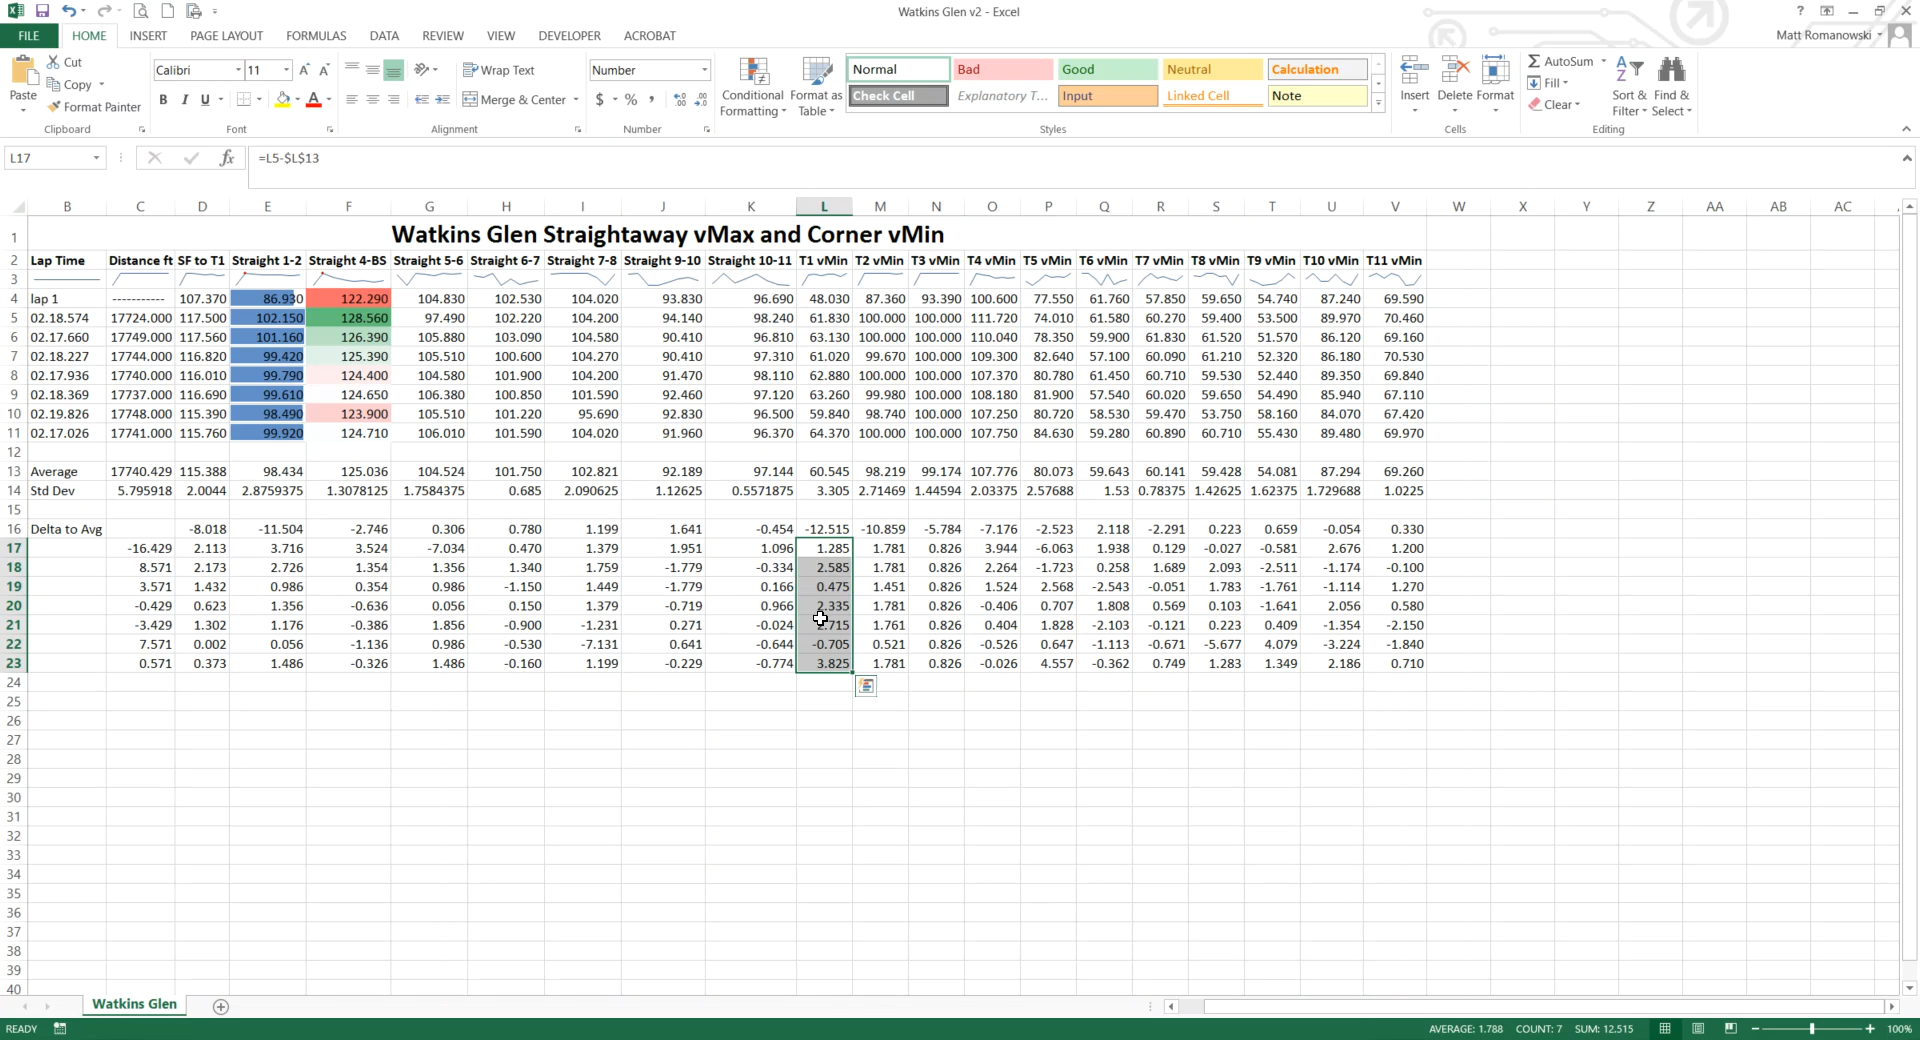 Watkins Glen v2 - Excel
FILE HOME INSERT PAGE LAYOUT FORMULAS DATA REVIEW VIEW DEVELOPER ACROBAT Matt Romanowski
Paste Cut Copy Format Painter Clipboard
Calibri 11 B I U Font
Wrap Text Merge & Center Alignment
Number $ % , Number
Conditional Formatting Format as Table
Normal Bad Good Neutral Calculation
Check Cell Explanatory T... Input Linked Cell Note
Styles
Insert Delete Format Cells
AutoSum Fill Clear Sort & Filter Find & Select Editing
L17 fx =L5-$L$13
B C D E F G H I J K L M N O P Q R S T U V W X Y Z AA AB AC
1 Watkins Glen Straightaway vMax and Corner vMin
2 Lap Time Distance ft SF to T1 Straight 1-2 Straight 4-BS Straight 5-6 Straight 6-7 Straight 7-8 Straight 9-10 Straight 10-11 T1 vMin T2 vMin T3 vMin T4 vMin T5 vMin T6 vMin T7 vMin T8 vMin T9 vMin T10 vMin T11 vMin
3
4 lap 1 ----------- 107.370 86.930 122.290 104.830 102.530 104.020 93.830 96.690 48.030 87.360 93.390 100.600 77.550 61.760 57.850 59.650 54.740 87.240 69.590
5 02.18.574 17724.000 117.500 102.150 128.560 97.490 102.220 104.200 94.140 98.240 61.830 100.000 100.000 111.720 74.010 61.580 60.270 59.400 53.500 89.970 70.460
6 02.17.660 17749.000 117.560 101.160 126.390 105.880 103.090 104.580 90.410 96.810 63.130 100.000 100.000 110.040 78.350 59.900 61.830 61.520 51.570 86.120 69.160
7 02.18.227 17744.000 116.820 99.420 125.390 105.510 100.600 104.270 90.410 97.310 61.020 99.670 100.000 109.300 82.640 57.100 60.090 61.210 52.320 86.180 70.530
8 02.17.936 17740.000 116.010 99.790 124.400 104.580 101.900 104.200 91.470 98.110 62.880 100.000 100.000 107.370 80.780 61.450 60.710 59.530 52.440 89.350 69.840
9 02.18.369 17737.000 116.690 99.610 124.650 106.380 100.850 101.590 92.460 97.120 63.260 99.980 100.000 108.180 81.900 57.540 60.020 59.650 54.490 85.940 67.110
10 02.19.826 17748.000 115.390 98.490 123.900 105.510 101.220 95.690 92.830 96.500 59.840 98.740 100.000 107.250 80.720 58.530 59.470 53.750 58.160 84.070 67.420
11 02.17.026 17741.000 115.760 99.920 124.710 106.010 101.590 104.020 91.960 96.370 64.370 100.000 100.000 107.750 84.630 59.280 60.890 60.710 55.430 89.480 69.970
12
13 Average 17740.429 115.388 98.434 125.036 104.524 101.750 102.821 92.189 97.144 60.545 98.219 99.174 107.776 80.073 59.643 60.141 59.428 54.081 87.294 69.260
14 Std Dev 5.795918 2.0044 2.8759375 1.3078125 1.7584375 0.685 2.090625 1.12625 0.5571875 3.305 2.71469 1.44594 2.03375 2.57688 1.53 0.78375 1.42625 1.62375 1.729688 1.0225
15
16 Delta to Avg -8.018 -11.504 -2.746 0.306 0.780 1.199 1.641 -0.454 -12.515 -10.859 -5.784 -7.176 -2.523 2.118 -2.291 0.223 0.659 -0.054 0.330
17 -16.429 2.113 3.716 3.524 -7.034 0.470 1.379 1.951 1.096 1.285 1.781 0.826 3.944 -6.063 1.938 0.129 -0.027 -0.581 2.676 1.200
18 8.571 2.173 2.726 1.354 1.356 1.340 1.759 -1.779 -0.334 2.585 1.781 0.826 2.264 -1.723 0.258 1.689 2.093 -2.511 -1.174 -0.100
19 3.571 1.432 0.986 0.354 0.986 -1.150 1.449 -1.779 0.166 0.475 1.451 0.826 1.524 2.568 -2.543 -0.051 1.783 -1.761 -1.114 1.270
20 -0.429 0.623 1.356 -0.636 0.056 0.150 1.379 -0.719 0.966 2.335 1.781 0.826 -0.406 0.707 1.808 0.569 0.103 -1.641 2.056 0.580
21 -3.429 1.302 1.176 -0.386 1.856 -0.900 -1.231 0.271 -0.024 1.761 0.826 0.404 1.828 -2.103 -0.121 0.223 0.409 -1.354 -2.150
22 7.571 0.002 0.056 -1.136 0.986 -0.530 -7.131 0.641 -0.644 -0.705 0.521 0.826 -0.526 0.647 -1.113 -0.671 -5.677 4.079 -3.224 -1.840
23 0.571 0.373 1.486 -0.326 1.486 -0.160 1.199 -0.229 -0.774 3.825 1.781 0.826 -0.026 4.557 -0.362 0.749 1.283 1.349 2.186 0.710
24
25
26
27
28
29
30
31
32
33
34
35
36
37
38
39
40
Watkins Glen
READY AVERAGE: 1.788 COUNT: 7 SUM: 12.515 100%